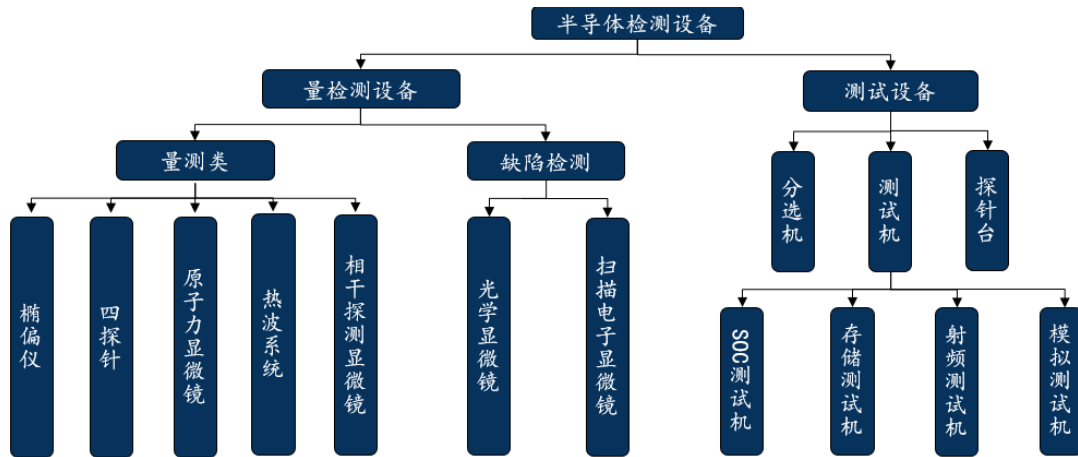 半导体检测设备
量检测设备
测试设备
量测类
缺陷检测
分选机
测试机
探针台
椭偏仪
四探针
原子力显微镜
热波系统
相干探测显微镜
光学显微镜
扫描电子显微镜
SOC测试机
存储测试机
射频测试机
模拟测试机